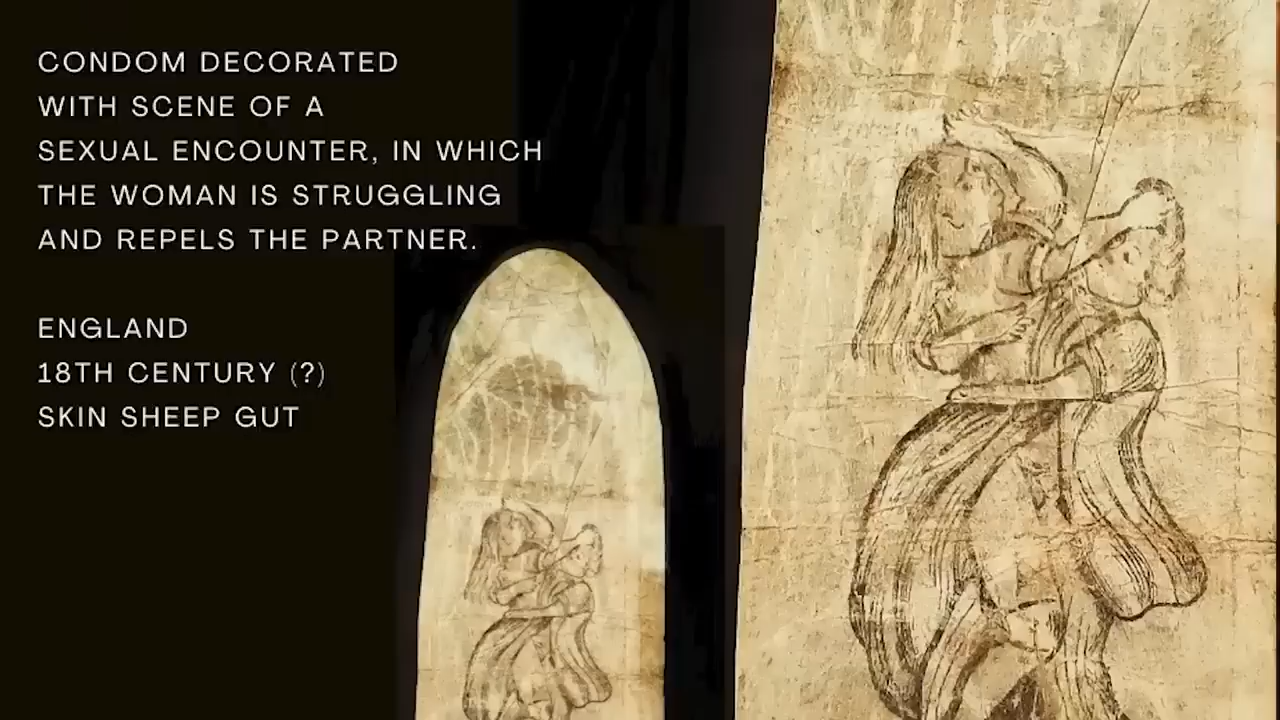 CONDOM DECORATED
WITH SCENE OF A
SEXUAL ENCOUNTER, IN WHICH
THE WOMAN IS STRUGGLING
AND REPELS THE PARTNER.
ENGLAND
18TH CENTURY (?)
SKIN SHEEP GUT